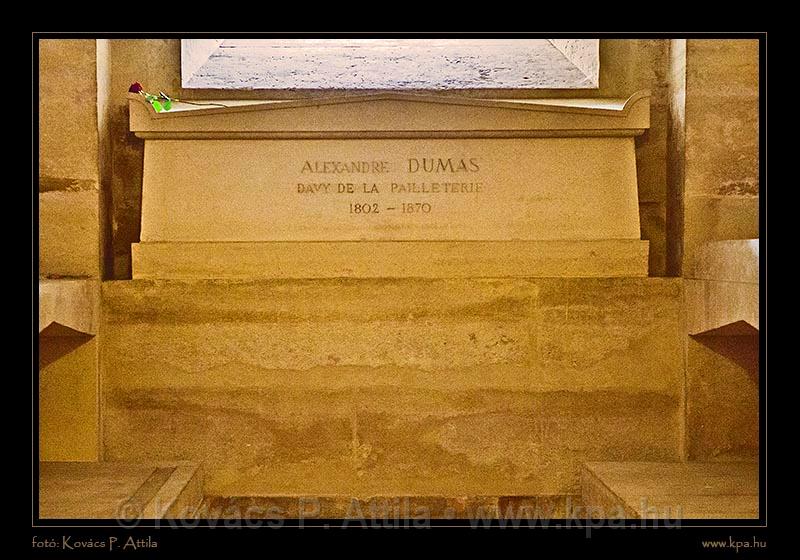 ALEXANDRE DUMAS
DAVY DE LA PAILLETERIE
1802 - 1870
© Kovács P. Attila • www.kpa.hu
fotó: Kovács P. Attila
www.kpa.hu